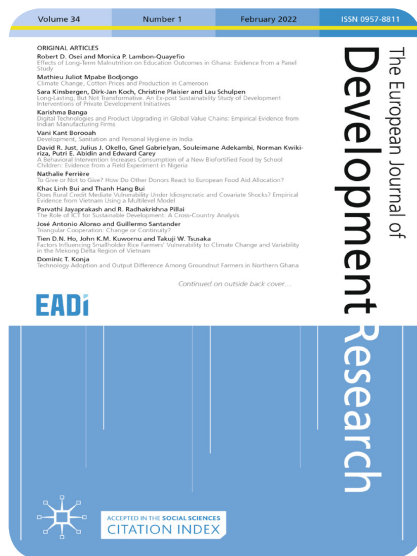 Volume 34
Number 1
February 2022
ISSN 0957-8811
The European Journal of
Development Research
ORIGINAL ARTICLES
Robert D. Osei and Monica P. Lambon-Quayefio
Effects of Long-Term Malnutrition on Education Outcomes in Ghana: Evidence from a Panel
Study
Mathieu Juliot Mpabe Bodjongo
Climate Change, Cotton Prices and Production in Cameroon
Sara Kinsbergen, Dirk-Jan Koch, Christine Plaisier and Lau Schulpen
Long-Lasting, But Not Transformative. An Ex-post Sustainability Study of Development
Interventions of Private Development Initiatives
Karishma Banga
Digital Technologies and Product Upgrading in Global Value Chains: Empirical Evidence from
Indian Manufacturing Firms
Vani Kant Borooah
Development, Sanitation and Personal Hygiene in India
David R. Just, Julius J. Okello, Gnel Gabrielyan, Souleimane Adekambi, Norman Kwiki-
riza, Putri E. Abidin and Edward Carey
A Behavioral Intervention Increases Consumption of a New Biofortified Food by School
Children: Evidence from a Field Experiment in Nigeria
Nathalie Ferrière
To Give or Not to Give? How Do Other Donors React to European Food Aid Allocation?
Khac Linh Bui and Thanh Hang Bui
Does Rural Credit Mediate Vulnerability Under Idiosyncratic and Covariate Shocks? Empirical
Evidence from Vietnam Using a Multilevel Model
Parvathi Jayaprakash and R. Radhakrishna Pillai
The Role of ICT for Sustainable Development: A Cross-Country Analysis
José Antonio Alonso and Guillermo Santander
Triangular Cooperation: Change or Continuity?
Tien D.N. Ho, John K.M. Kuwornu and Takuji W. Tsusaka
Factors Influencing Smallholder Rice Farmers' Vulnerability to Climate Change and Variability
in the Mekong Delta Region of Vietnam
Dominic T. Konja
Technology Adoption and Output Difference Among Groundnut Farmers in Northern Ghana
Continued on outside back cover...
EADi
ACCEPTED IN THE SOCIAL SCIENCES
CITATION INDEX